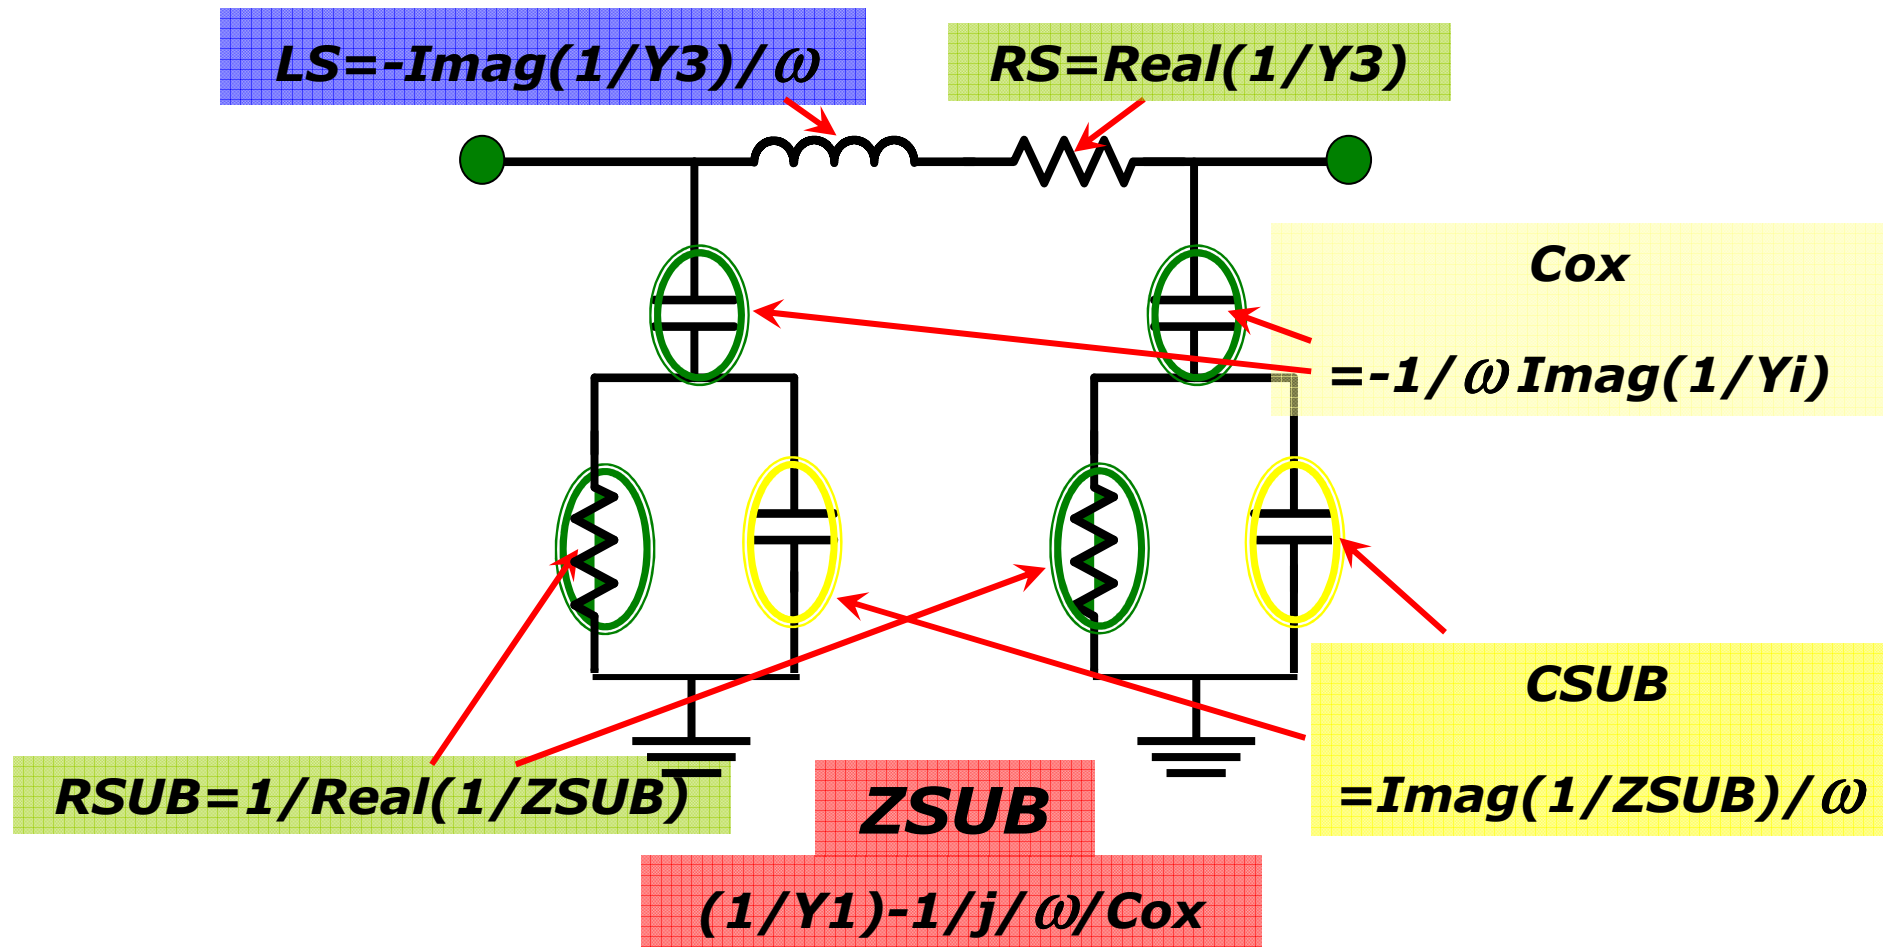 LS=-Imag(1/Y3)/ω
RS=Real(1/Y3)
Cox
=-1/ωImag(1/Yi)
CSUB
=Imag(1/ZSUB)/ω
RSUB=1/Real(1/ZSUB)
ZSUB
(1/Y1)-1/j/ω/Cox